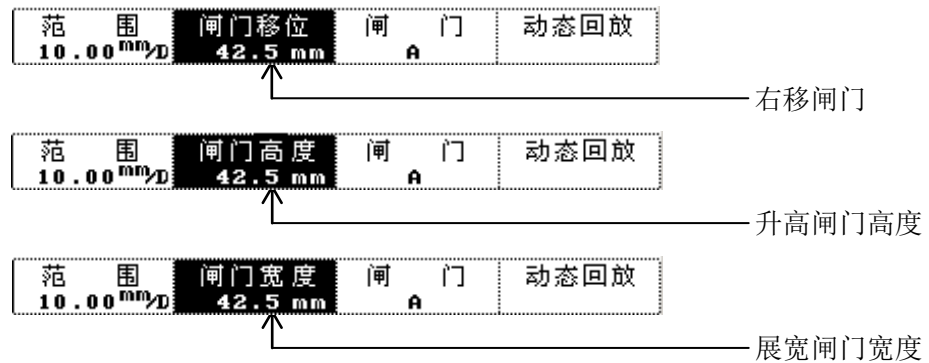 范 围 闸门移位 闸 门 动态回放
10.00mm/D 42.5 mm A
右移闸门
范 围 闸门高度 闸 门 动态回放
10.00mm/D 42.5 mm A
升高闸门高度
范 围 闸门宽度 闸 门 动态回放
10.00mm/D 42.5 mm A
展宽闸门宽度